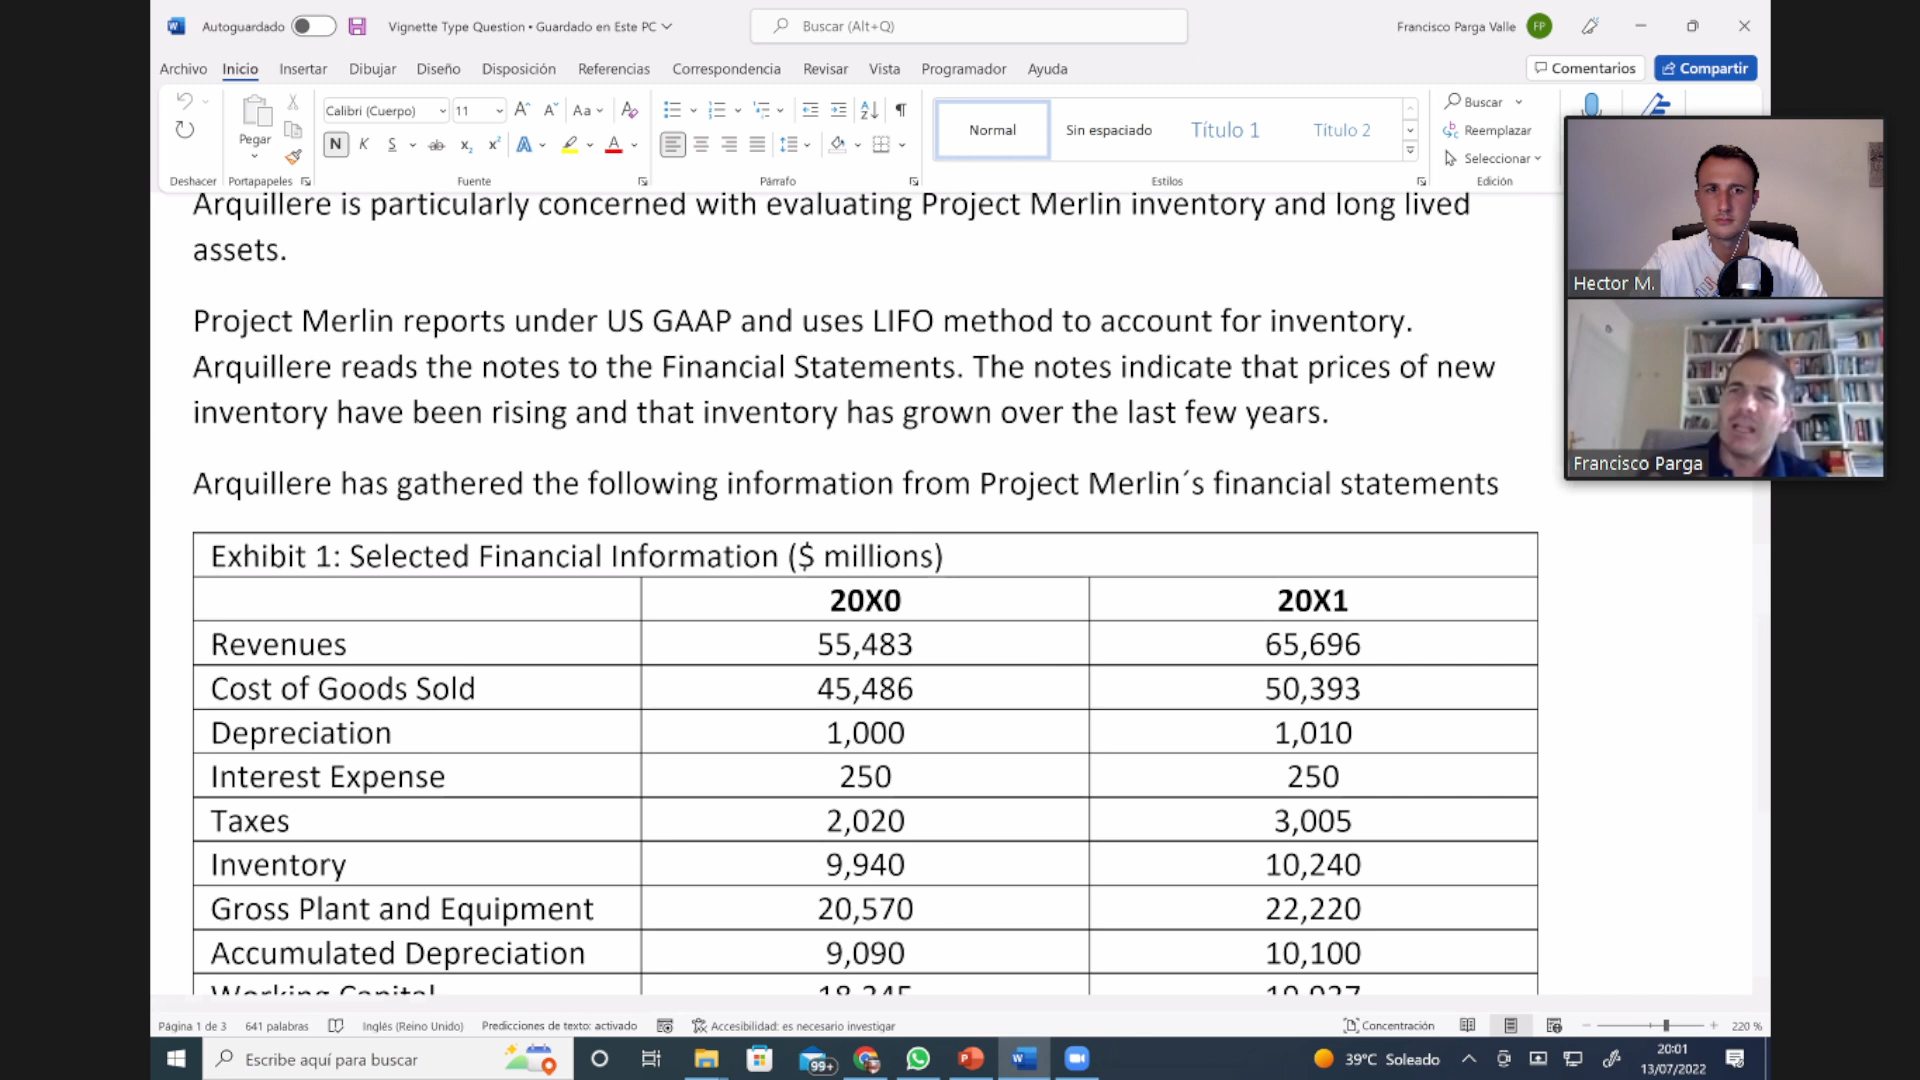 Autoguardado
Vignette Type Question • Guardado en Este PC
Buscar (Alt+Q)
Francisco Parga Valle
FP
Archivo Inicio Insertar Dibujar Diseño Disposición Referencias Correspondencia Revisar Vista Programador Ayuda
Comentarios Compartir
Pegar
Calibri (Cuerpo) 11
Aa
N K S ab x₂ x²
Normal
Sin espaciado
Título 1
Título 2
Buscar
Reemplazar
Seleccionar
Deshacer Portapapeles Fuente Párrafo Estilos Edición
Arquillere is particularly concerned with evaluating Project Merlin inventory and long lived
assets.
Project Merlin reports under US GAAP and uses LIFO method to account for inventory.
Arquillere reads the notes to the Financial Statements. The notes indicate that prices of new
inventory have been rising and that inventory has grown over the last few years.
Arquillere has gathered the following information from Project Merlin´s financial statements
Exhibit 1: Selected Financial Information ($ millions)
20X0 20X1
Revenues 55,483 65,696
Cost of Goods Sold 45,486 50,393
Depreciation 1,000 1,010
Interest Expense 250 250
Taxes 2,020 3,005
Inventory 9,940 10,240
Gross Plant and Equipment 20,570 22,220
Accumulated Depreciation 9,090 10,100
Working Capital
Hector M.
Francisco Parga
Página 1 de 3 641 palabras Inglés (Reino Unido) Predicciones de texto: activado Accesibilidad: es necesario investigar
Concentración 220 %
Escribe aquí para buscar
99+
39°C Soleado
20:01
13/07/2022